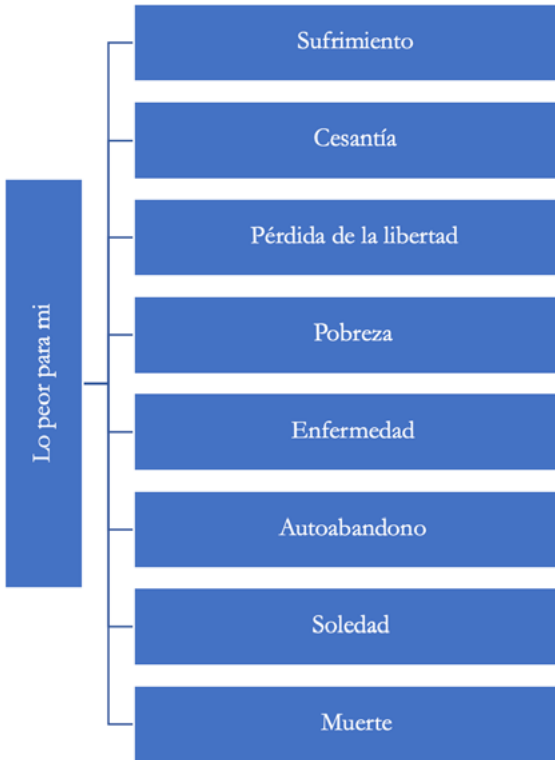 Lo peor para mi
Sufrimiento
Cesantía
Pérdida de la libertad
Pobreza
Enfermedad
Autoabandono
Soledad
Muerte